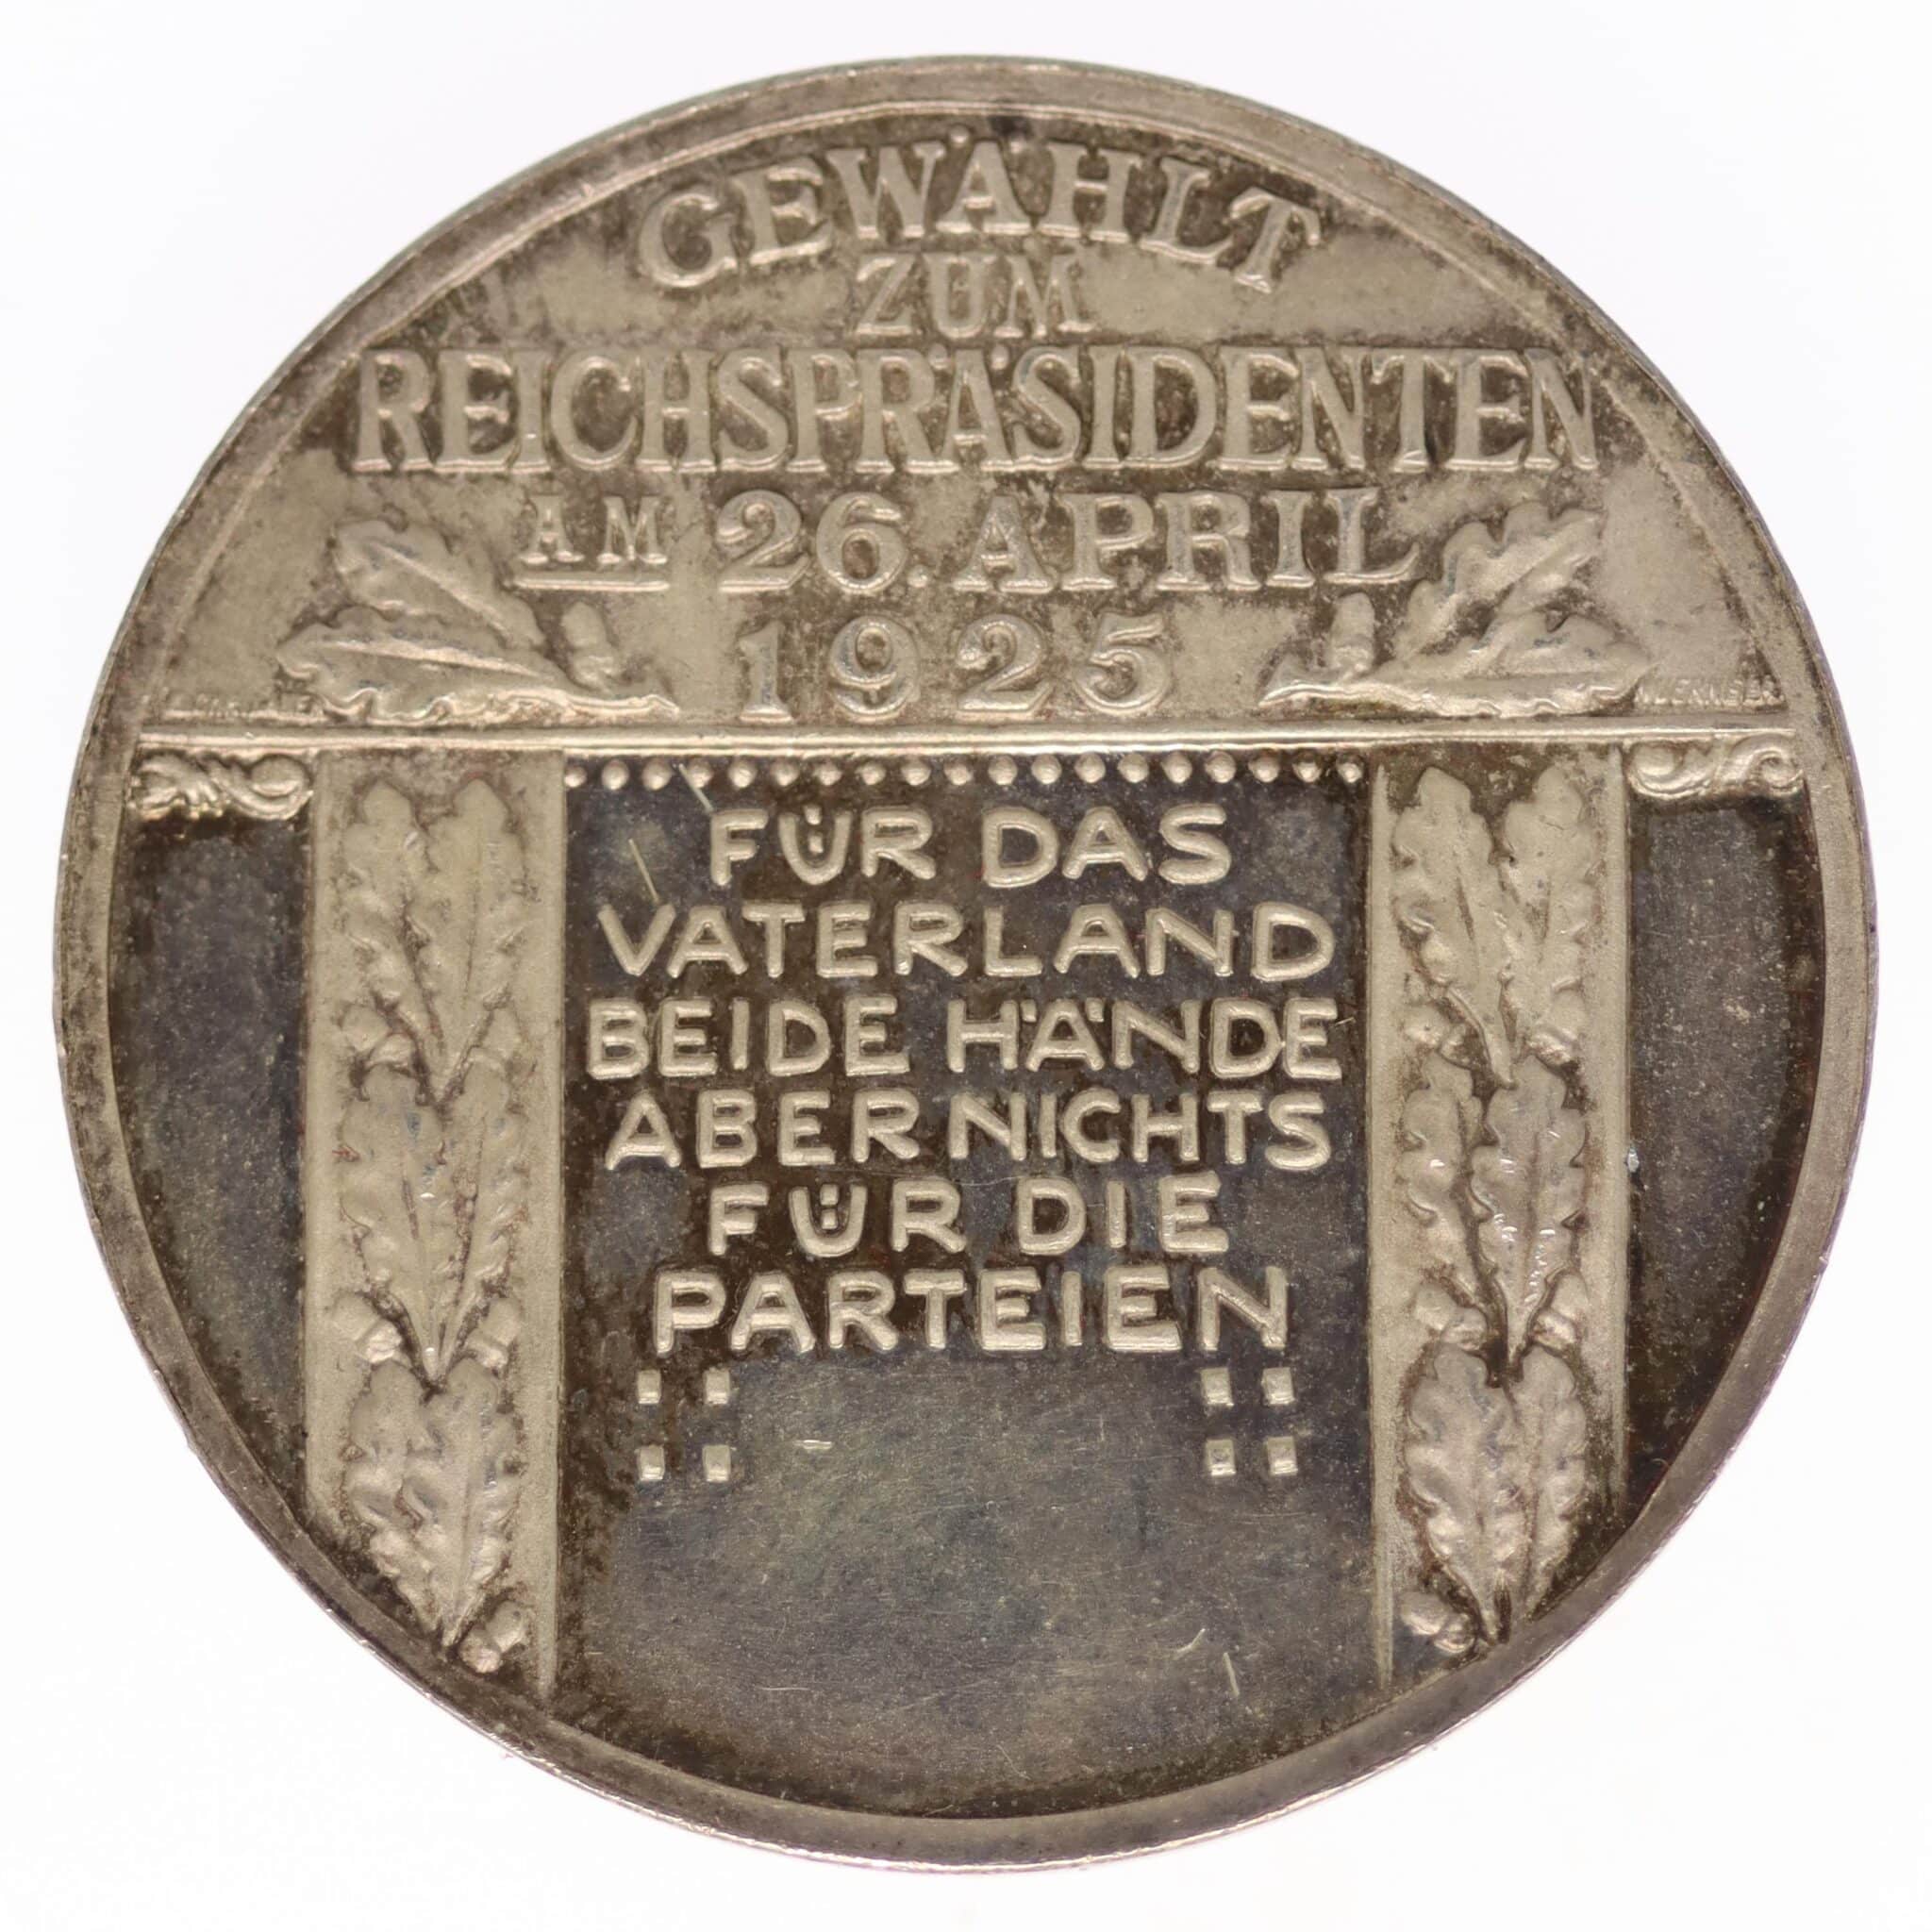 GEWÄHLT
ZUM
REICHSPRÄSIDENTEN
AM 26. APRIL
1925
FÜR DAS
VATERLAND
BEIDE HÄNDE
ABER NICHTS
FÜR DIE
PARTEIEN